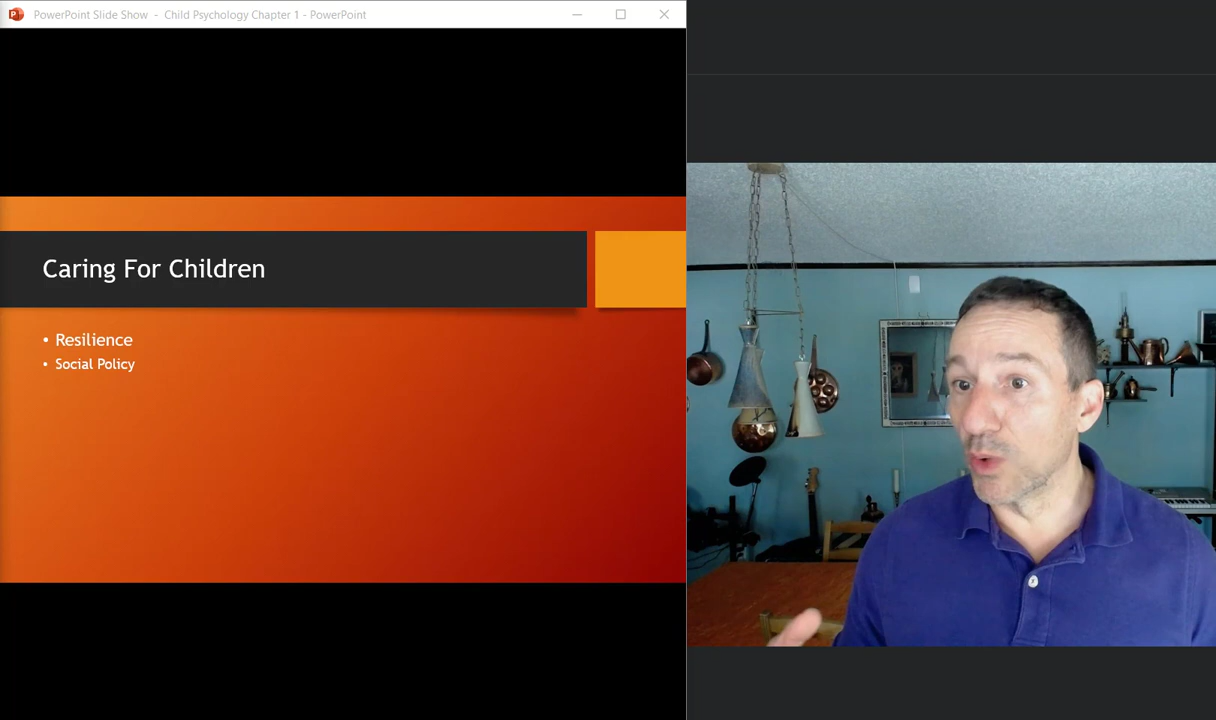 PowerPoint Slide Show - Child Psychology Chapter 1 - PowerPoint
Caring For Children
• Resilience
• Social Policy